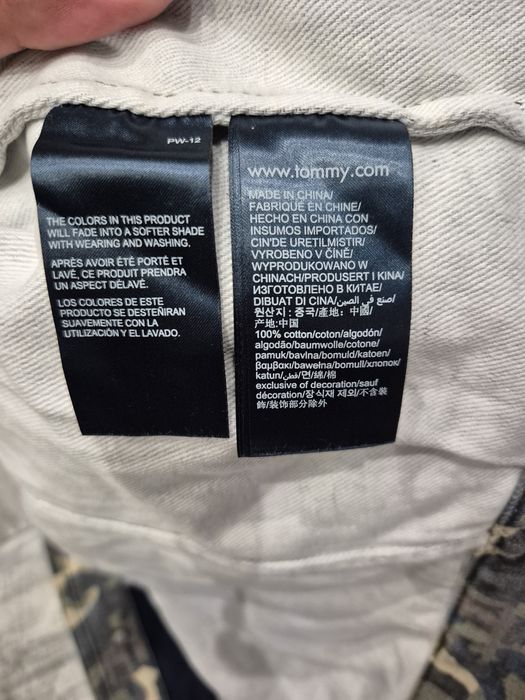 PW-12
THE COLORS IN THIS PRODUCT
WILL FADE INTO A SOFTER SHADE
WITH WEARING AND WASHING.
APRÈS AVOIR ÉTÉ PORTÉ ET
LAVÉ, CE PRODUIT PRENDRA
UN ASPECT DÉLAVÉ.
LOS COLORES DE ESTE
PRODUCTO SE DESTEÑIRAN
SUAVEMENTE CON LA
UTILIZACIÓN Y EL LAVADO.
www.tommy.com
MADE IN CHINA/
FABRIQUÉ EN CHINE/
HECHO EN CHINA CON
INSUMOS IMPORTADOS/
CIN'DE URETILMISTIR/
VYROBENO V ČÍNĚ/
WYPRODUKOWANO W
CHINACH/PRODUSERT I KINA/
ИЗГОТОВЛЕНО В КИТАЕ/
DIBUAT DI CINA/صنع في الصين/
원산지 : 중국/產地：中國/
产地:中国
100% cotton/coton/algodón/
algodão/baumwolle/cotone/
pamuk/bavlna/bomuld/katoen/
βαμβακι/bawełna/bomull/хлопок/
katun/قطن/면/綿/棉
exclusive of decoration/sauf
décoration/장식재 제외/不含裝
飾/装饰部分除外